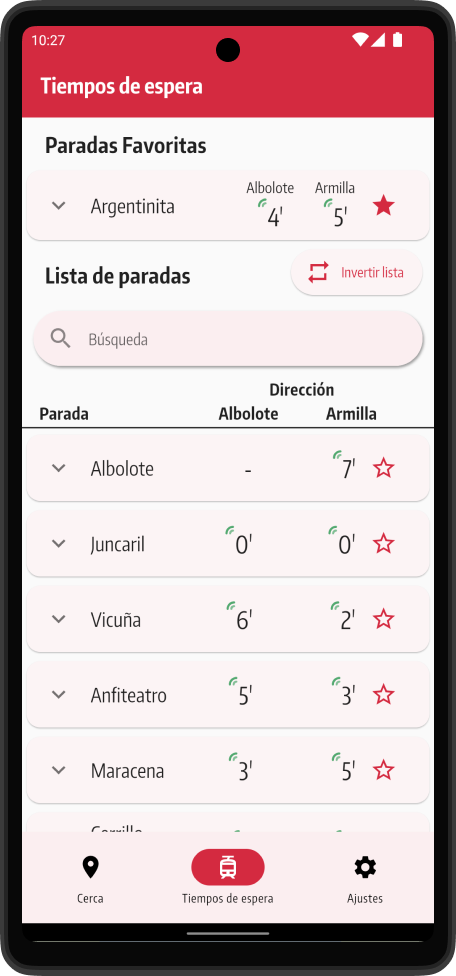 10:27
Tiempos de espera
Paradas Favoritas
Albolote Armilla
Argentinita 4' 5'
Lista de paradas Invertir lista
Búsqueda
Dirección
Parada Albolote Armilla
Albolote - 7'
Juncaril 0' 0'
Vicuña 6' 2'
Anfiteatro 5' 3'
Maracena 3' 5'
Cerca Tiempos de espera Ajustes